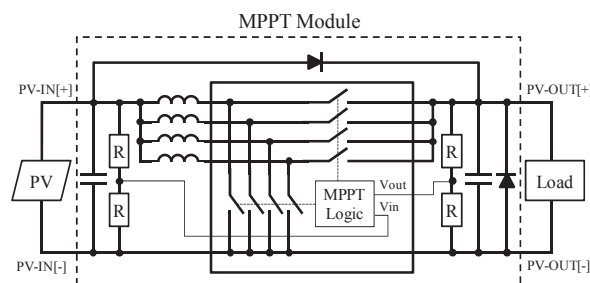 MPPT Module
PV-IN[+]
PV-OUT[+]
R
R
PV
MPPT
Logic
Vout
Vin
Load
R
R
PV-IN[-]
PV-OUT[-]